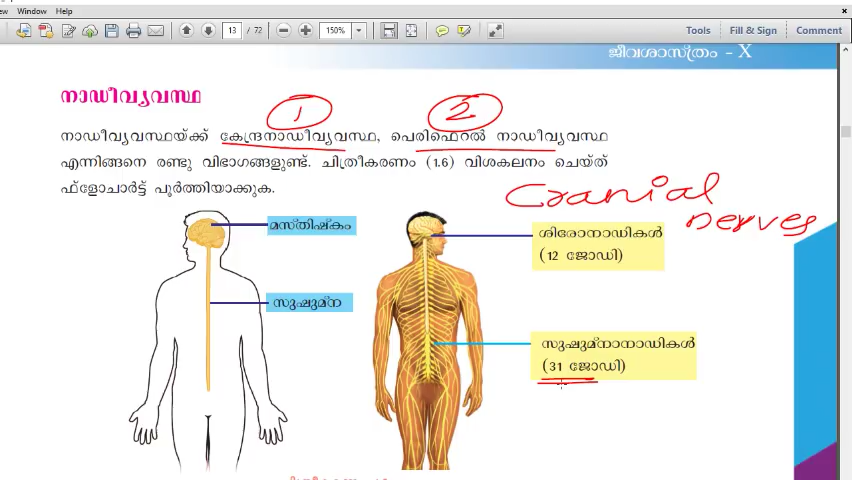 Window Help
13 / 72
150%
Tools
Fill & Sign
Comment
ജീവശാസ്ത്രം - X
നാഡീവ്യവസ്ഥ
1
2
നാഡീവ്യവസ്ഥയ്ക്ക് കേന്ദ്രനാഡീവ്യവസ്ഥ, പെരിഫെറൽ നാഡീവ്യവസ്ഥ
എന്നിങ്ങനെ രണ്ടു വിഭാഗങ്ങളുണ്ട്. ചിത്രീകരണം (1.6) വിശകലനം ചെയ്ത്
ഫ്ളോചാർട്ട് പൂർത്തിയാക്കുക.
Cranial
nerves
മസ്തിഷ്കം
ശിരോനാഡികൾ
(12 ജോഡി)
സുഷുമ്ന
സുഷുമ്നാനാഡികൾ
(31 ജോഡി)